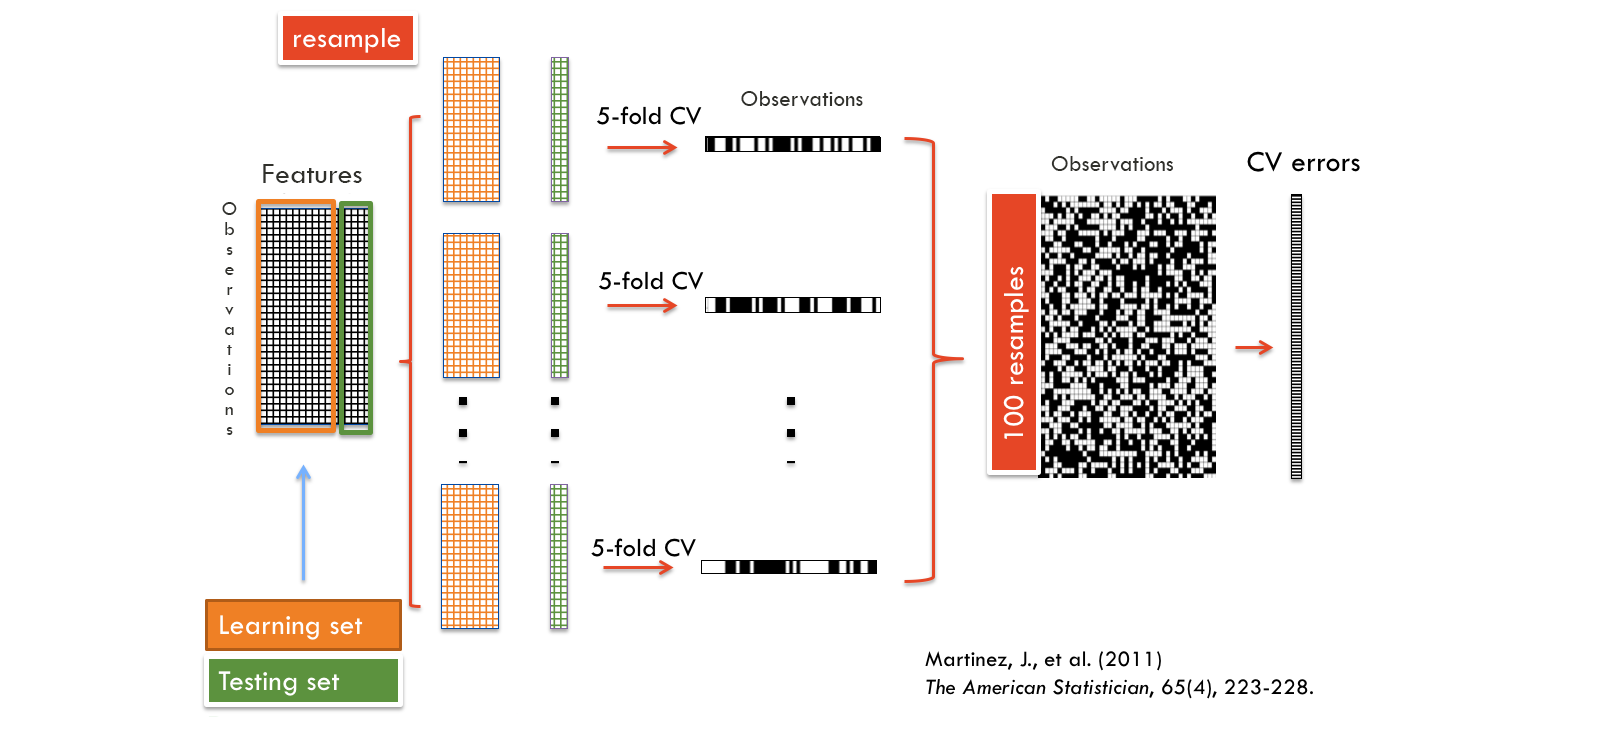 resample
Features
Observations
5-fold CV
Observations
5-fold CV
5-fold CV
100 resamples
Observations
CV errors
Learning set
Testing set
Martinez, J., et al. (2011)
The American Statistician, 65(4), 223-228.